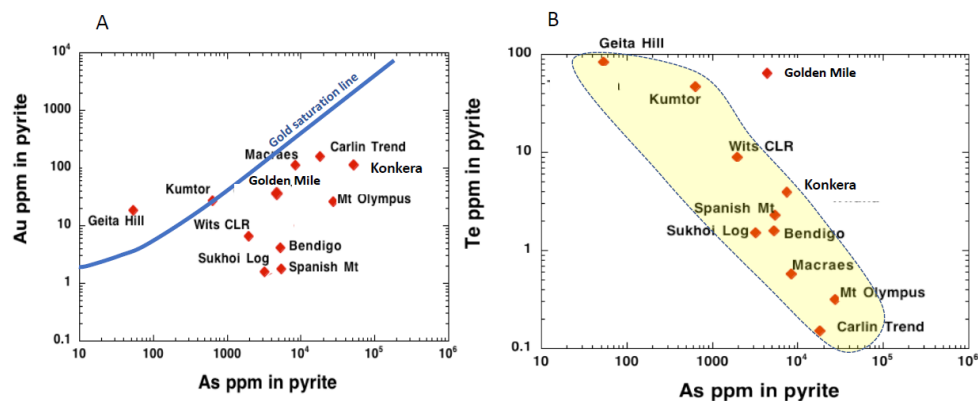 A
Au ppm in pyrite
10⁴
1000
100
10
1
0.1
Gold saturation line
Macraes
Carlin Trend
Konkera
Kumtor
Golden Mile
Mt Olympus
Geita Hill
Wits CLR
Sukhoi Log
Bendigo
Spanish Mt
10
100
1000
10⁴
10⁵
10⁶
As ppm in pyrite
B
Te ppm in pyrite
100
10
1
0.1
Geita Hill
Golden Mile
Kumtor
Wits CLR
Konkera
Spanish Mt
Sukhoi Log
Bendigo
Macraes
Mt Olympus
Carlin Trend
10
100
1000
10⁴
10⁵
10⁶
As ppm in pyrite